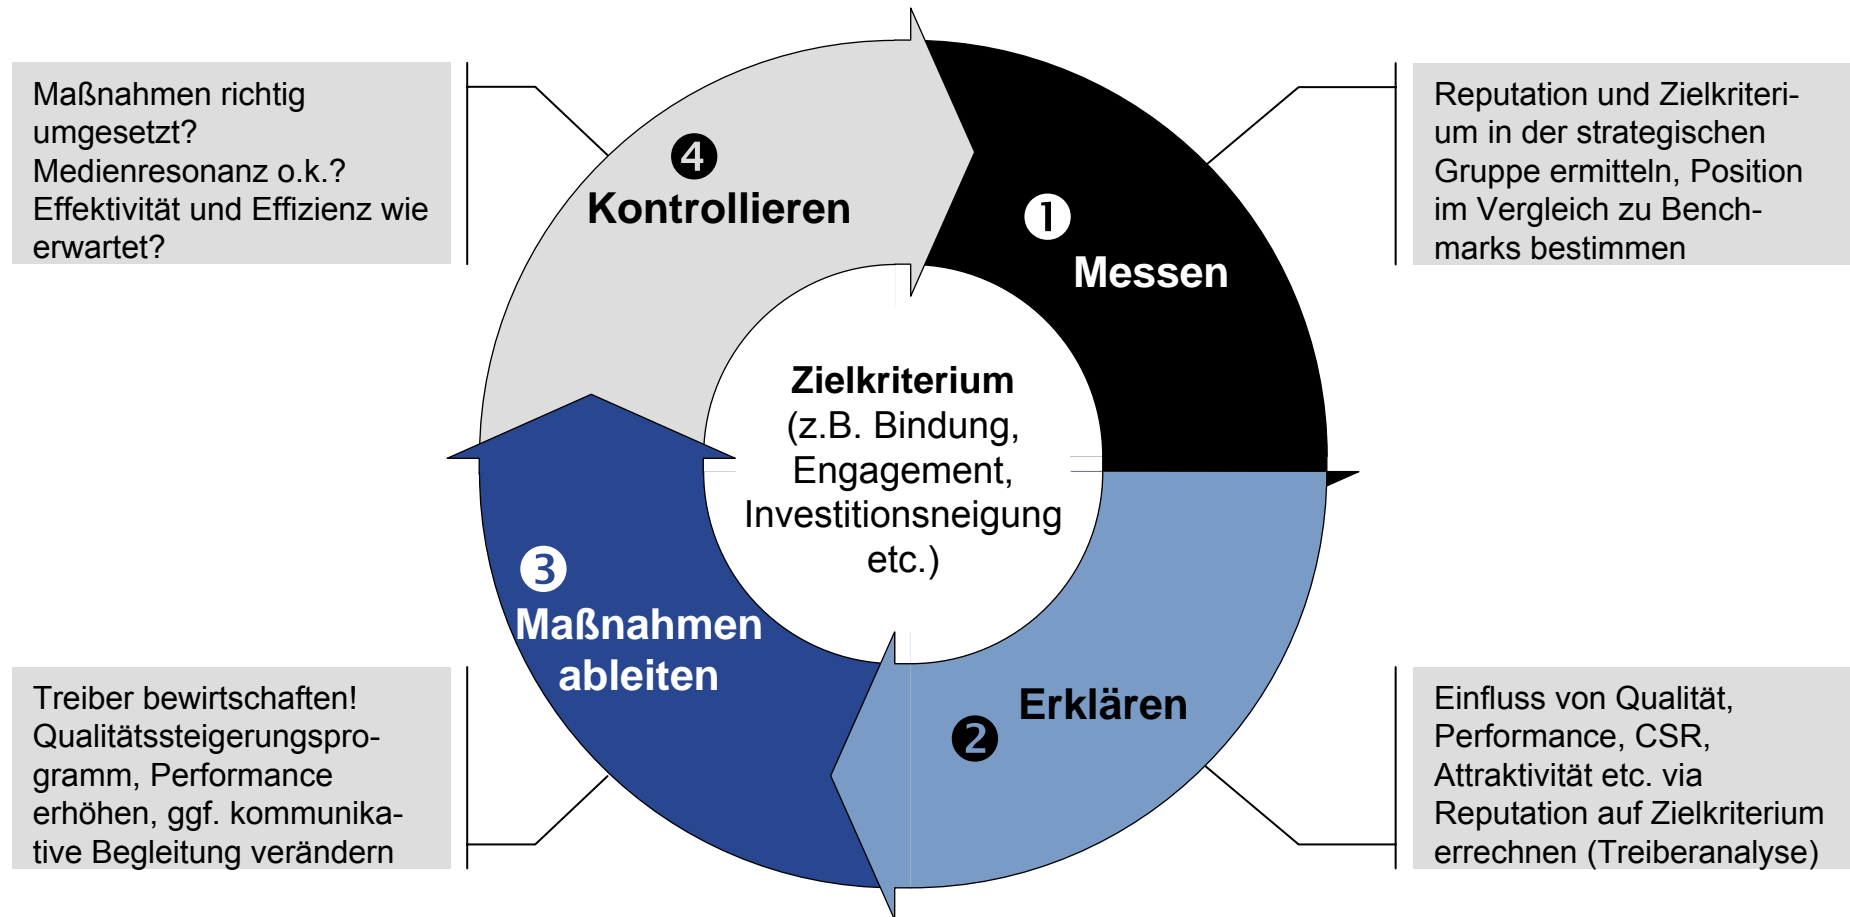 Maßnahmen richtig
umgesetzt?
Medienresonanz o.k.?
Effektivität und Effizienz wie
erwartet?
4
Kontrollieren
1
Messen
Reputation und Zielkriteri-
um in der strategischen
Gruppe ermitteln, Position
im Vergleich zu Bench-
marks bestimmen
Zielkriterium
(z.B. Bindung,
Engagement,
Investitionsneigung
etc.)
3
Maßnahmen
ableiten
2
Erklären
Treiber bewirtschaften!
Qualitätssteigerungspro-
gramm, Performance
erhöhen, ggf. kommunika-
tive Begleitung verändern
Einfluss von Qualität,
Performance, CSR,
Attraktivität etc. via
Reputation auf Zielkriterium
errechnen (Treiberanalyse)